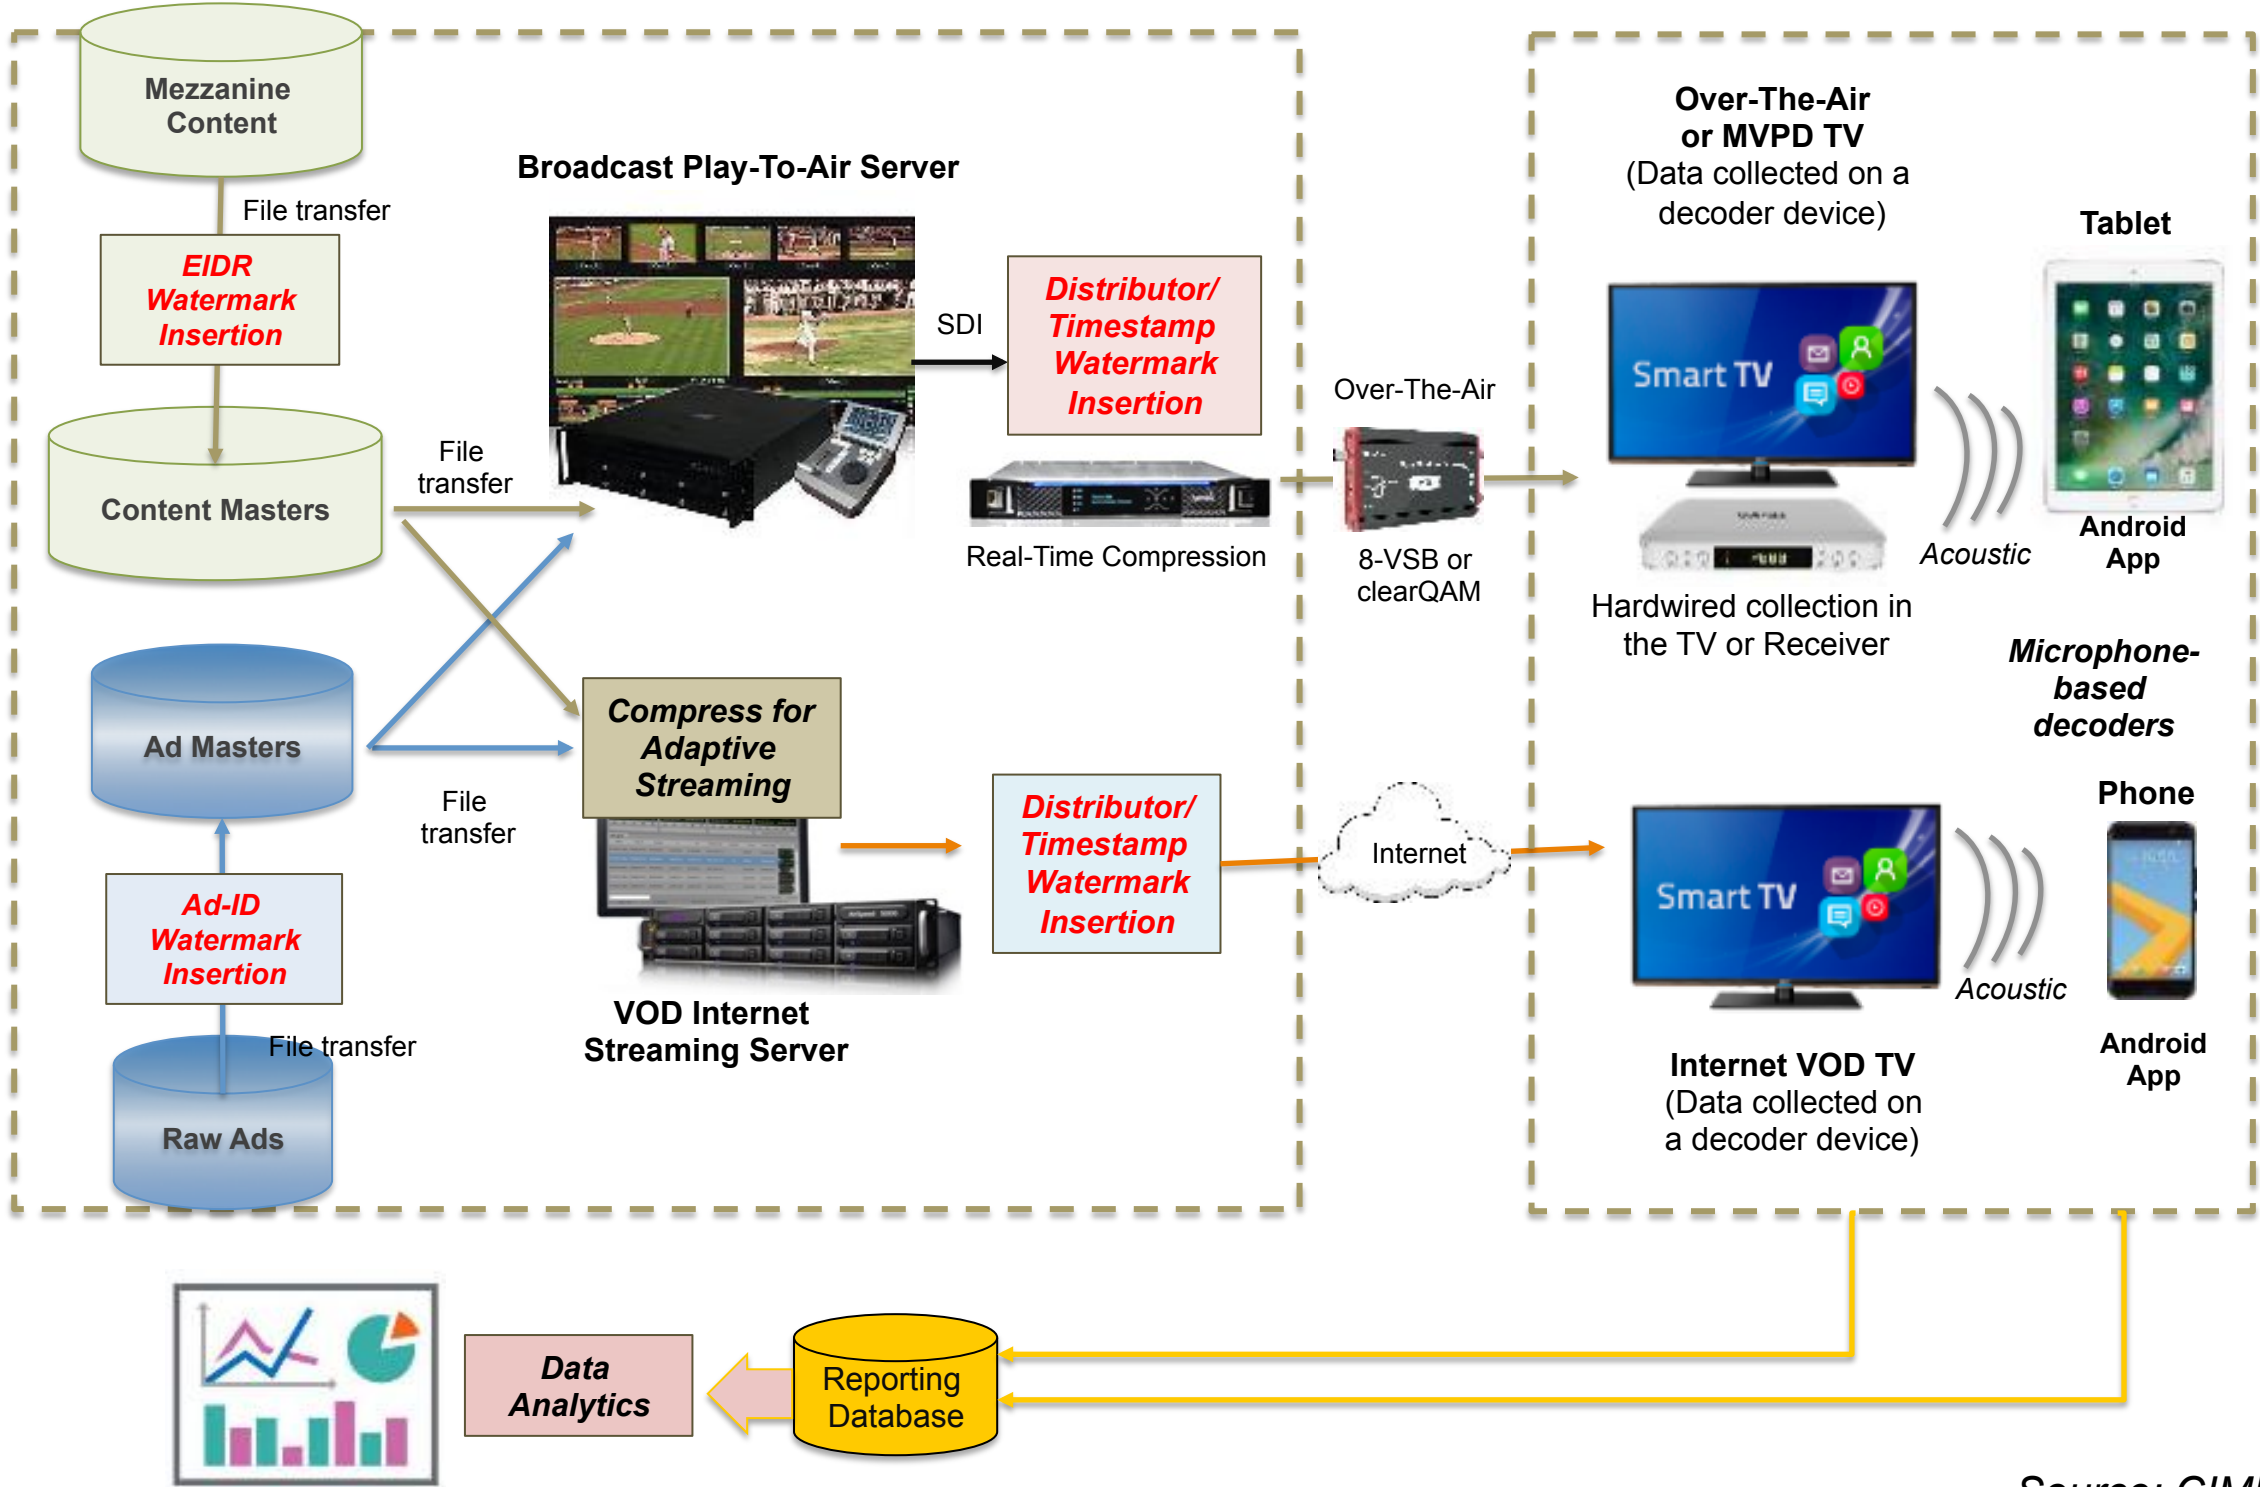 Mezzanine
Content
File transfer
EIDR
Watermark
Insertion
Content Masters
File
transfer
Broadcast Play-To-Air Server
SDI
Distributor/
Timestamp
Watermark
Insertion
Real-Time Compression
Over-The-Air
8-VSB or
clearQAM
Over-The-Air
or MVPD TV
(Data collected on a
decoder device)
Smart TV
Hardwired collection in
the TV or Receiver
Acoustic
Tablet
Android
App
Microphone-
based
decoders
Ad Masters
File
transfer
Ad-ID
Watermark
Insertion
File transfer
Raw Ads
Compress for
Adaptive
Streaming
VOD Internet
Streaming Server
Distributor/
Timestamp
Watermark
Insertion
Internet
Smart TV
Acoustic
Internet VOD TV
(Data collected on
a decoder device)
Phone
Android
App
Data
Analytics
Reporting
Database
Source: